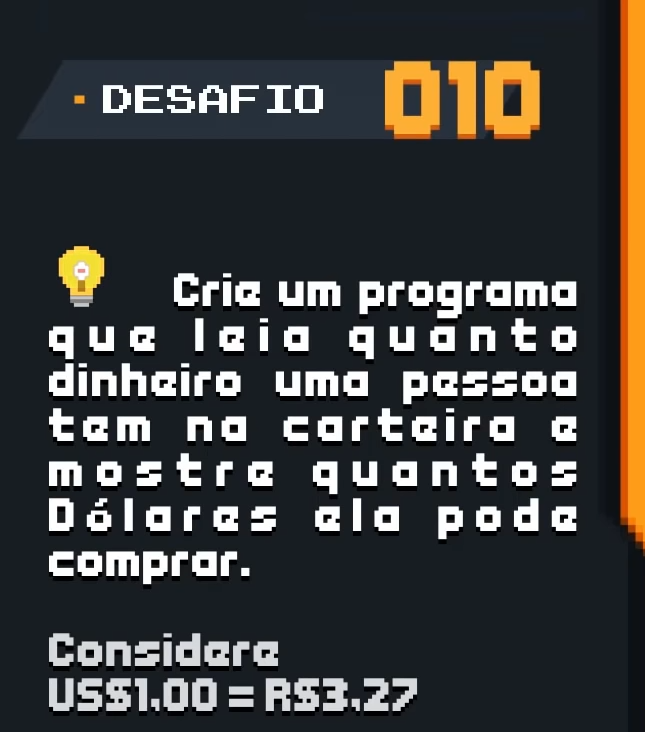 DESAFIO 010
Crie um programa
que leia quanto
dinheiro uma pessoa
tem na carteira e
mostre quantos
Dólares ela pode
comprar.
Considere
US$1.00 = R$3.27